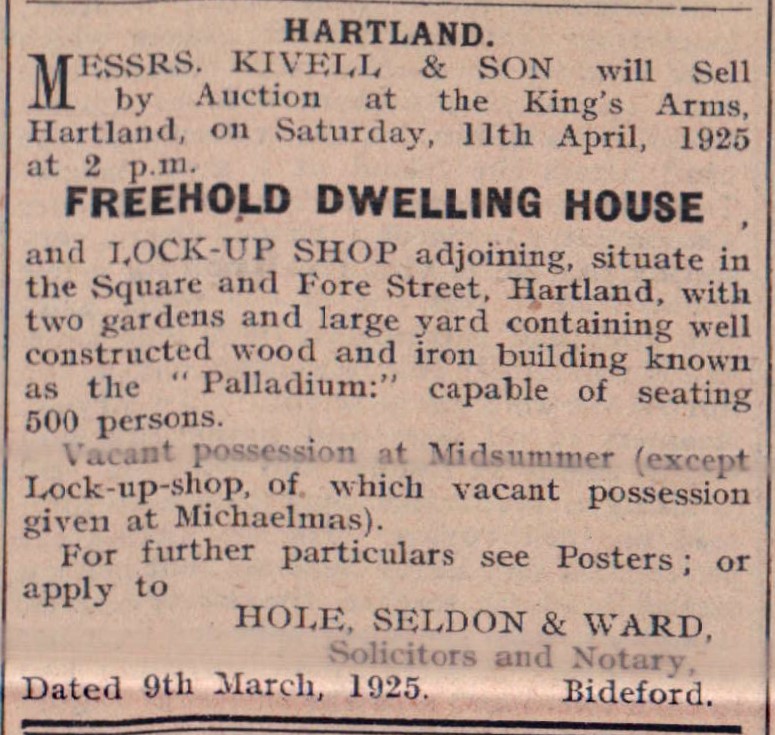 HARTLAND.
MESSRS. KIVELL & SON will Sell
by Auction at the King's Arms,
Hartland, on Saturday, 11th April, 1925
at 2 p.m.
FREEHOLD DWELLING HOUSE ,
and LOCK-UP SHOP adjoining, situate in
the Square and Fore Street, Hartland, with
two gardens and large yard containing well
constructed wood and iron building known
as the "Palladium:" capable of seating
500 persons.
Vacant possession at Midsummer (except
Lock-up-shop, of which vacant possession
given at Michaelmas).
For further particulars see Posters; or
apply to
HOLE, SELDON & WARD,
Solicitors and Notary,
Dated 9th March, 1925. Bideford.